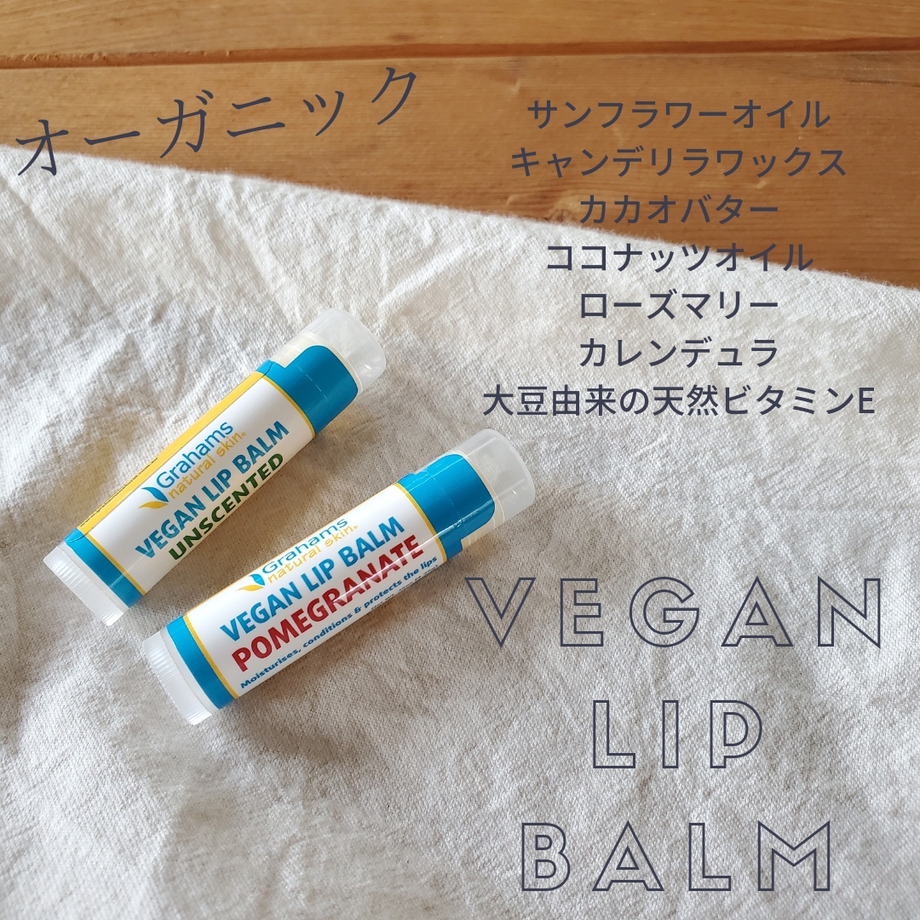 オーガニック
サンフラワーオイル
キャンデリラワックス
カカオバター
ココナッツオイル
ローズマリー
カレンデュラ
大豆由来の天然ビタミンE
Grahams
natural skin.
VEGAN LIP BALM
UNSCENTED
Grahams
natural skin.
VEGAN LIP BALM
POMEGRANATE
Moisturises, conditions & protects the lips
VEGAN
LIP
BALM